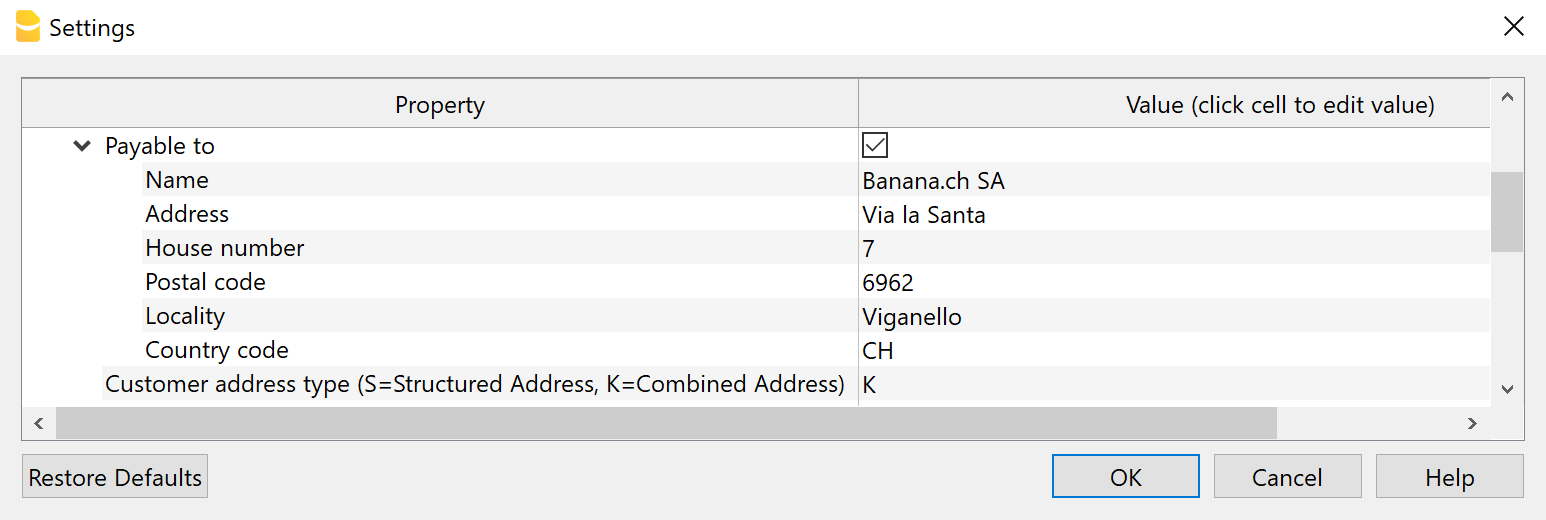 Settings
Property Value (click cell to edit value)
Payable to
Name Banana.ch SA
Address Via la Santa
House number 7
Postal code 6962
Locality Viganello
Country code CH
Customer address type (S=Structured Address, K=Combined Address) K
Restore Defaults OK Cancel Help